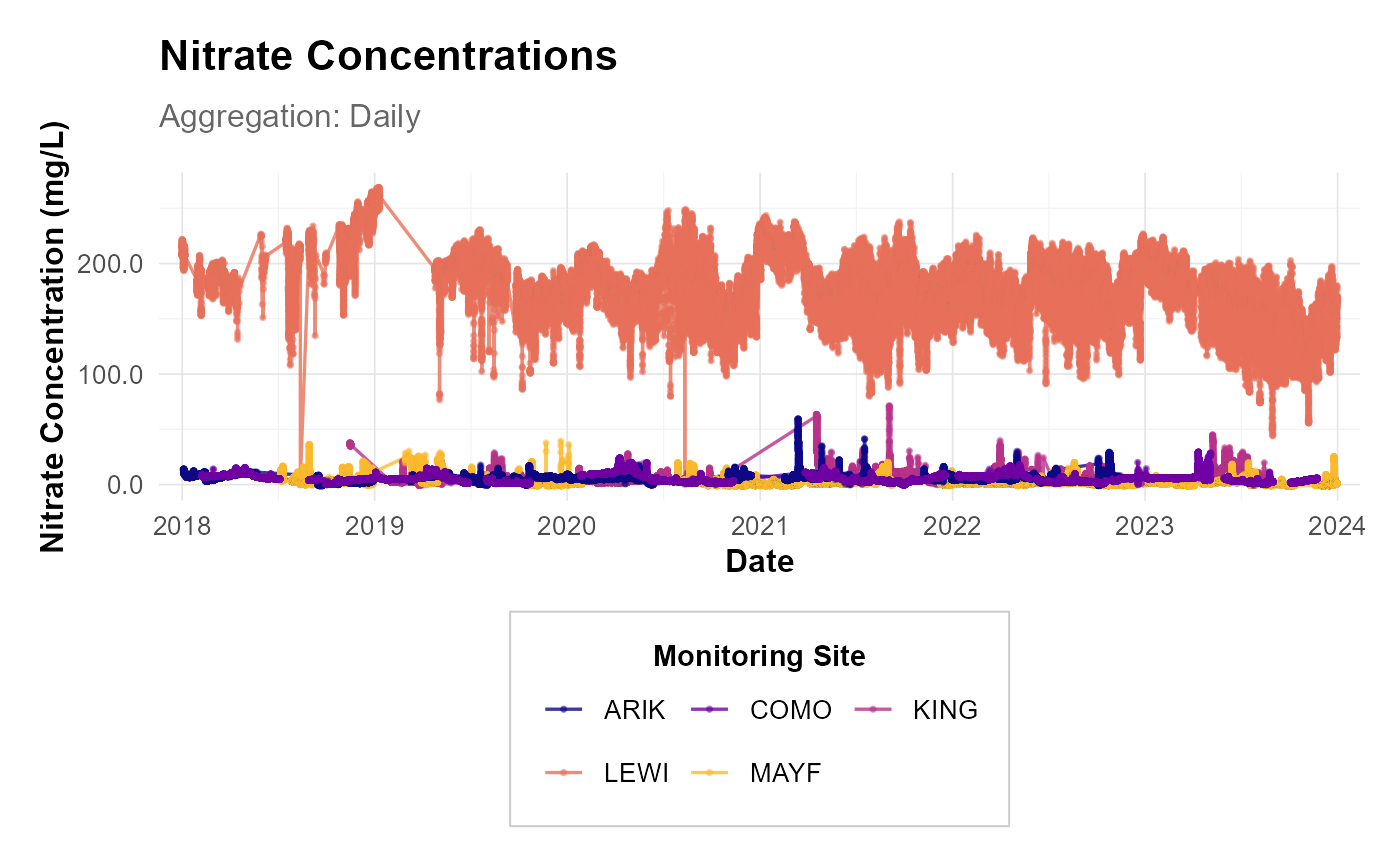 Nitrate Concentrations
Aggregation: Daily
Nitrate Concentration (mg/L)
200.0
100.0
0.0
2018 2019 2020 2021 2022 2023 2024
Date
Monitoring Site
ARIK COMO KING
LEWI MAYF